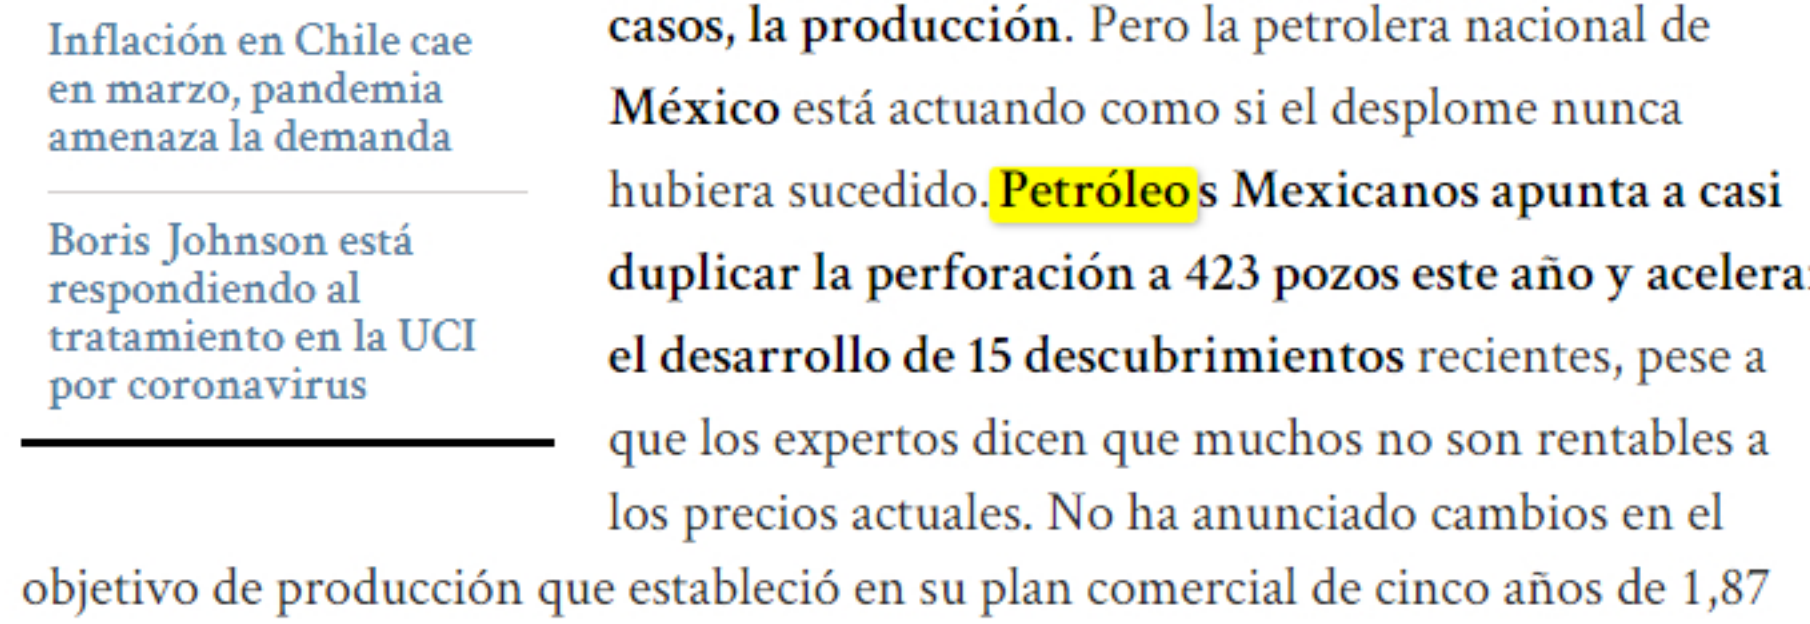 Inflación en Chile cae
en marzo, pandemia
amenaza la demanda
Boris Johnson está
respondiendo al
tratamiento en la UCI
por coronavirus
casos, la producción. Pero la petrolera nacional de
México está actuando como si el desplome nunca
hubiera sucedido. Petróleos Mexicanos apunta a casi
duplicar la perforación a 423 pozos este año y acelerar
el desarrollo de 15 descubrimientos recientes, pese a
que los expertos dicen que muchos no son rentables a
los precios actuales. No ha anunciado cambios en el
objetivo de producción que estableció en su plan comercial de cinco años de 1,87